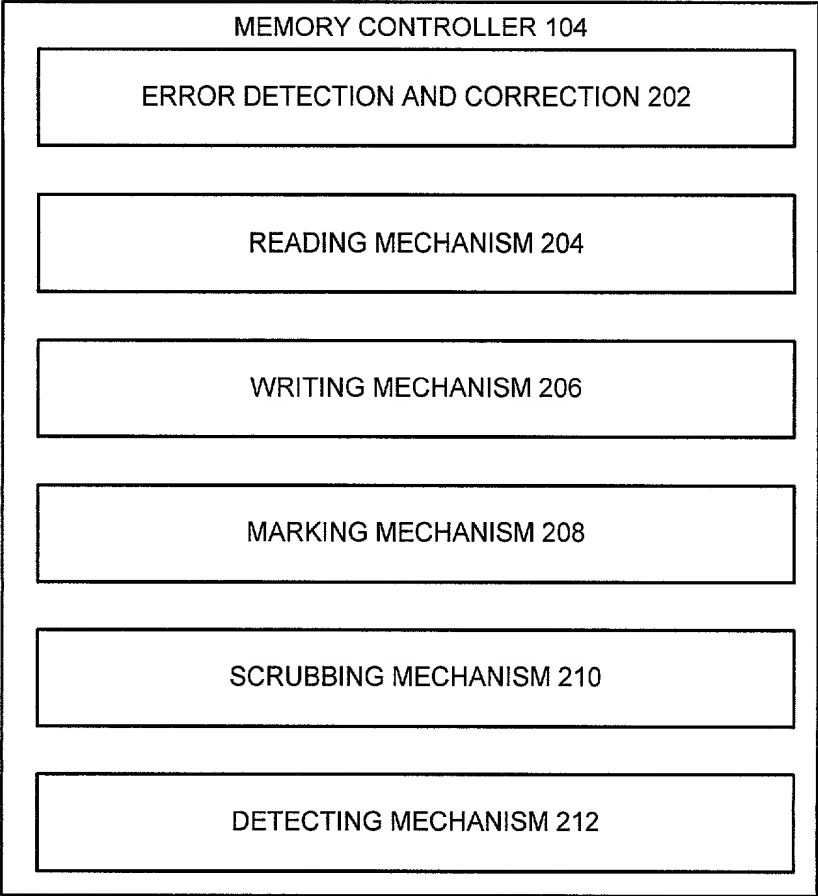 MEMORY CONTROLLER 104
ERROR DETECTION AND CORRECTION 202
READING MECHANISM 204
WRITING MECHANISM 206
MARKING MECHANISM 208
SCRUBBING MECHANISM 210
DETECTING MECHANISM 212